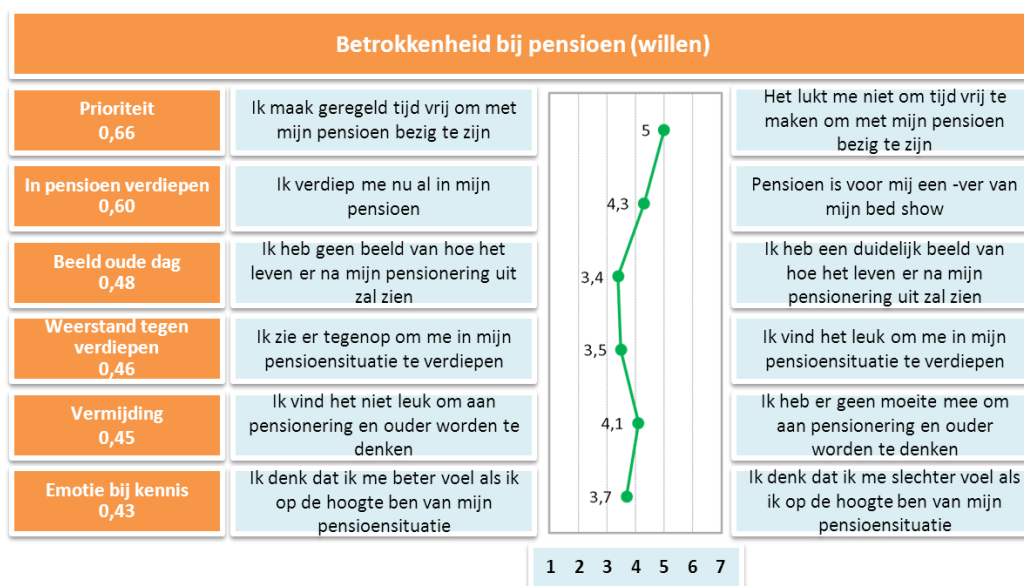 Betrokkenheid bij pensioen (willen)
Prioriteit
0,66
Ik maak geregeld tijd vrij om met
mijn pensioen bezig te zijn
5
Het lukt me niet om tijd vrij te
maken om met mijn pensioen
bezig te zijn
In pensioen verdiepen
0,60
Ik verdiep me nu al in mijn
pensioen
4,3
Pensioen is voor mij een -ver van
mijn bed show
Beeld oude dag
0,48
Ik heb geen beeld van hoe het
leven er na mijn pensionering uit
zal zien
3,4
Ik heb een duidelijk beeld van
hoe het leven er na mijn
pensionering uit zal zien
Weerstand tegen
verdiepen
0,46
Ik zie er tegenop om me in mijn
pensioensituatie te verdiepen
3,5
Ik vind het leuk om me in mijn
pensioensituatie te verdiepen
Vermijding
0,45
Ik vind het niet leuk om aan
pensionering en ouder worden te
denken
4,1
Ik heb er geen moeite mee om
aan pensionering en ouder
worden te denken
Emotie bij kennis
0,43
Ik denk dat ik me beter voel als ik
op de hoogte ben van mijn
pensioensituatie
3,7
Ik denk dat ik me slechter voel als
ik op de hoogte ben van mijn
pensioensituatie
1 2 3 4 5 6 7